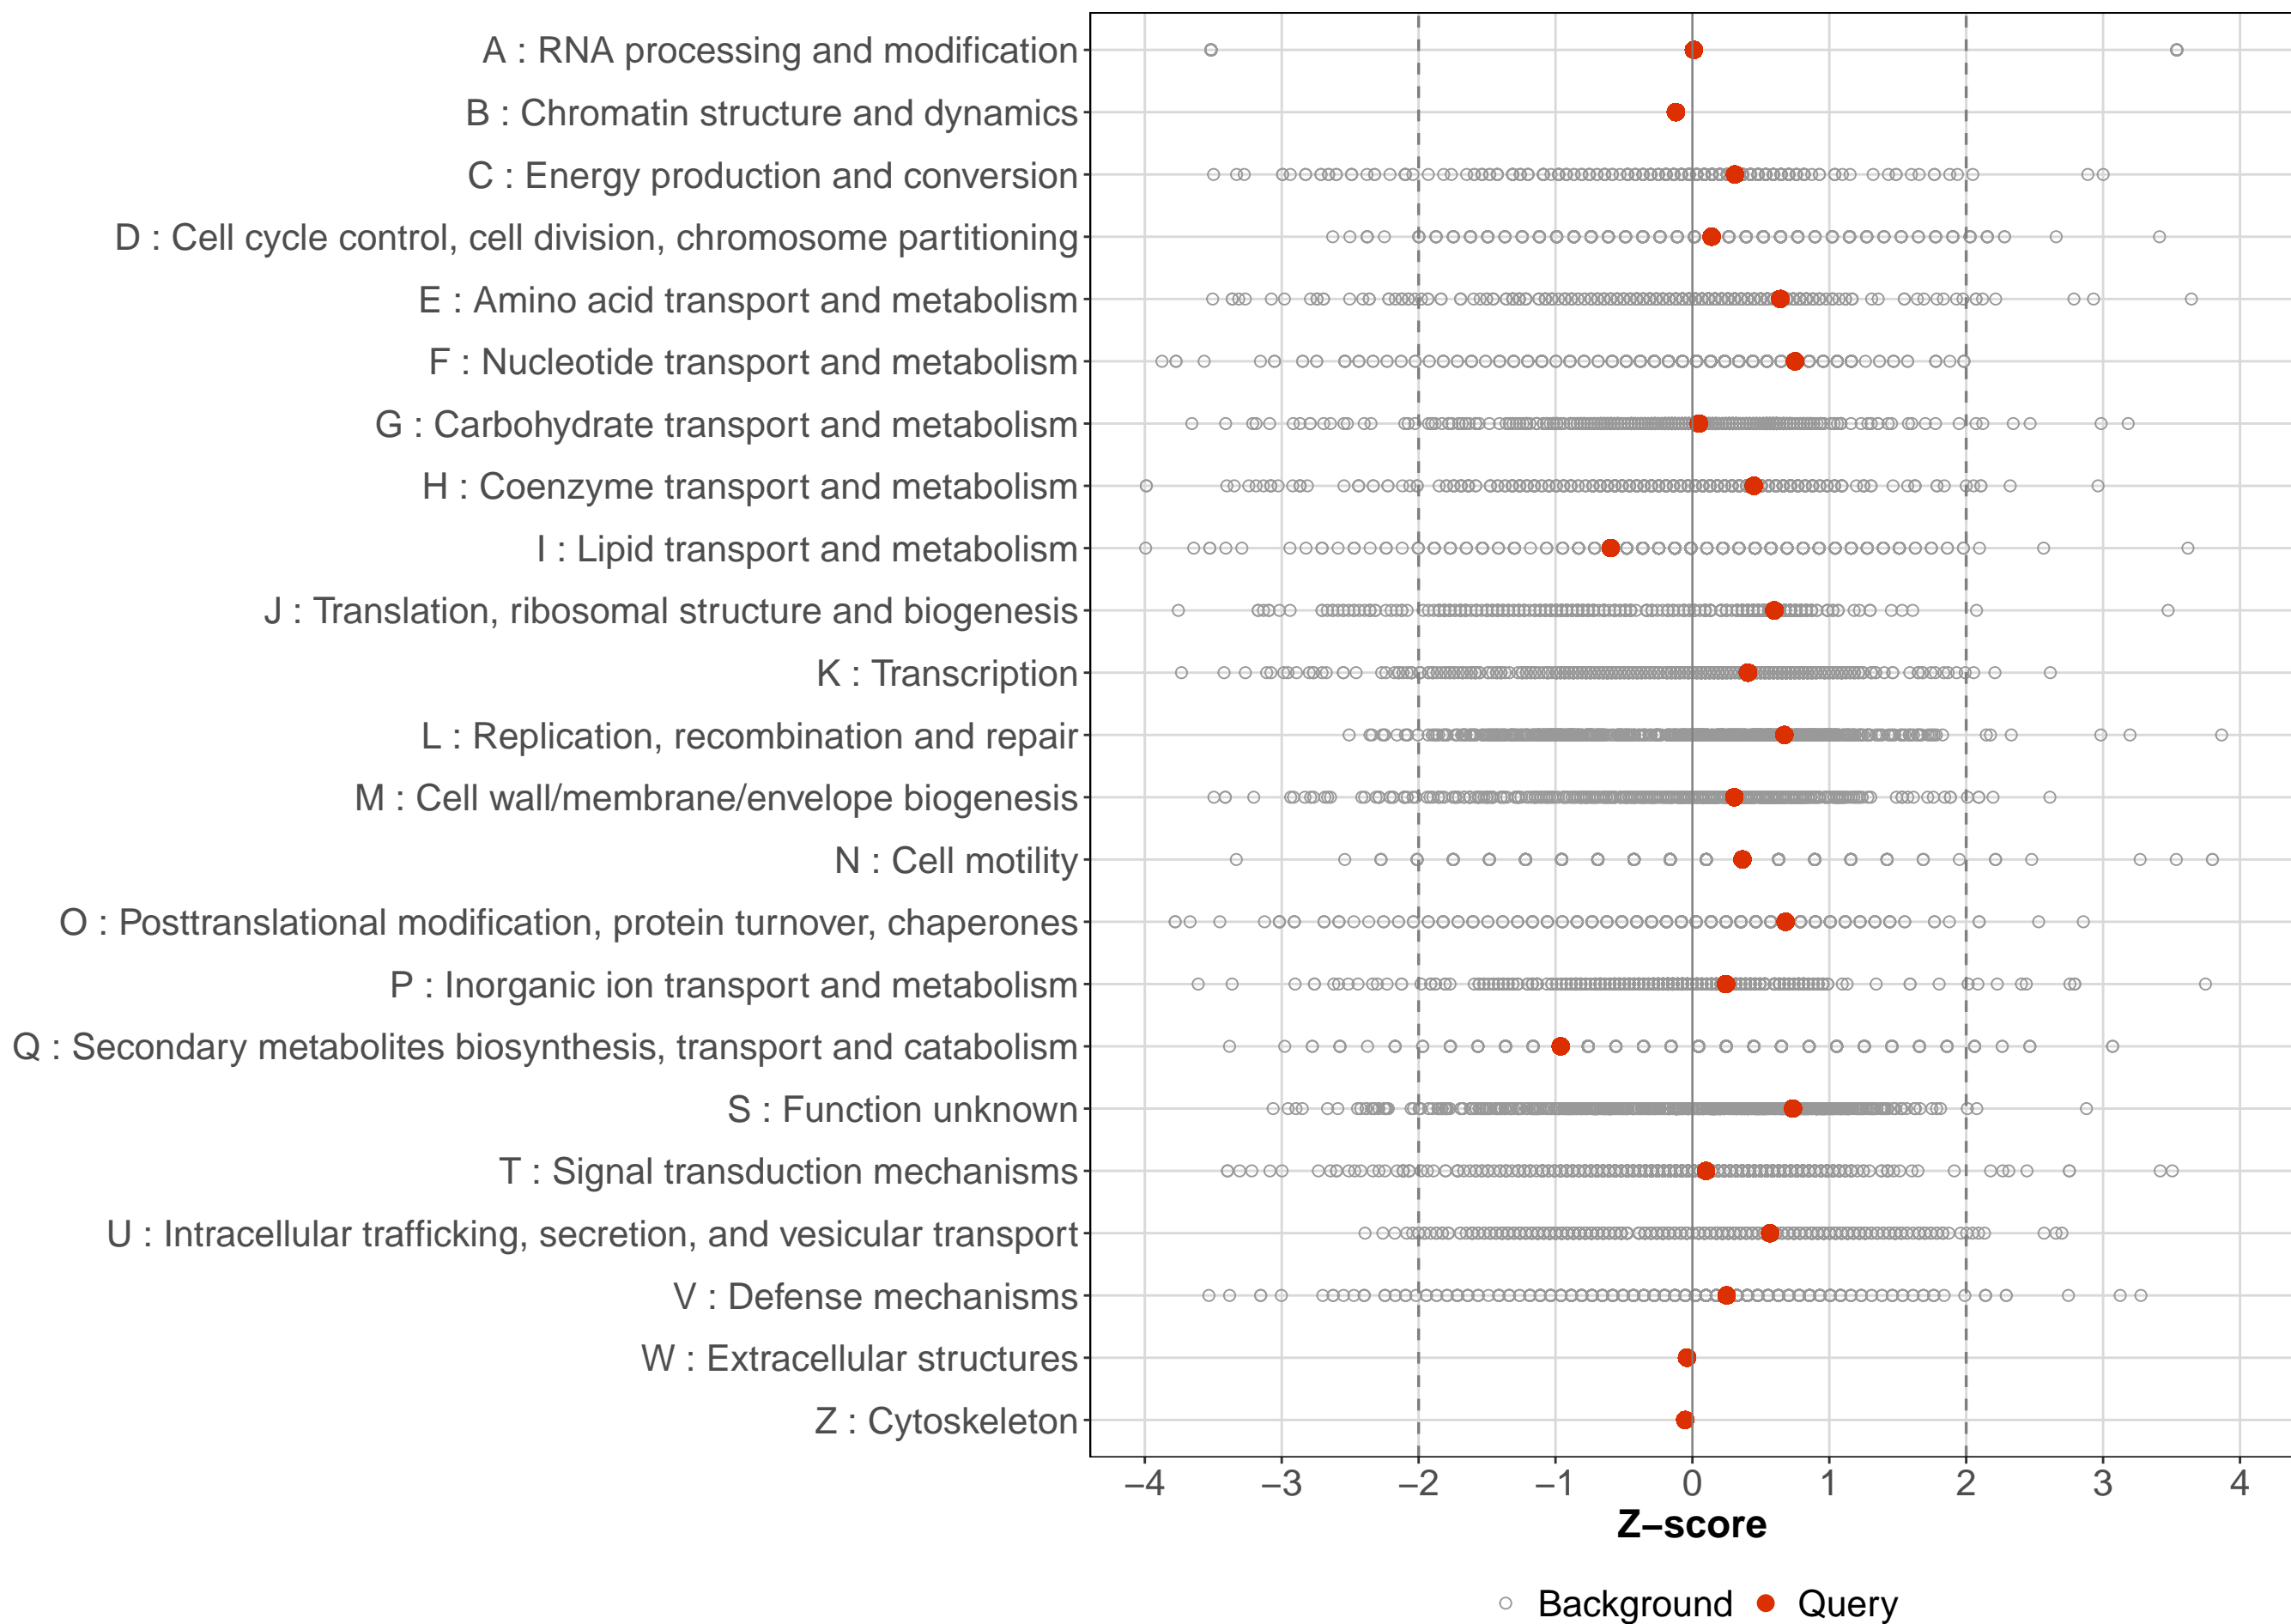 A : RNA processing and modification
B : Chromatin structure and dynamics
C : Energy production and conversion
D : Cell cycle control, cell division, chromosome partitioning
E : Amino acid transport and metabolism
F : Nucleotide transport and metabolism
G : Carbohydrate transport and metabolism
H : Coenzyme transport and metabolism
I : Lipid transport and metabolism
J : Translation, ribosomal structure and biogenesis
K : Transcription
L : Replication, recombination and repair
M : Cell wall/membrane/envelope biogenesis
N : Cell motility
O : Posttranslational modification, protein turnover, chaperones
P : Inorganic ion transport and metabolism
Q : Secondary metabolites biosynthesis, transport and catabolism
S : Function unknown
T : Signal transduction mechanisms
U : Intracellular trafficking, secretion, and vesicular transport
V : Defense mechanisms
W : Extracellular structures
Z : Cytoskeleton
−4 −3 −2 −1 0 1 2 3 4
Z−score
Background Query